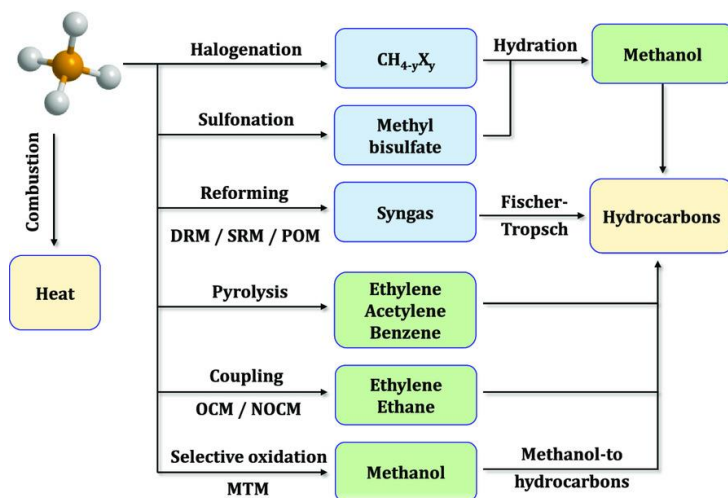 Halogenation
CH₄₋yXy
Hydration
Methanol
Sulfonation
Methyl
bisulfate
Combustion
Reforming
DRM / SRM / POM
Syngas
Fischer-
Tropsch
Hydrocarbons
Heat
Pyrolysis
Ethylene
Acetylene
Benzene
Coupling
OCM / NOCM
Ethylene
Ethane
Selective oxidation
MTM
Methanol
Methanol-to
hydrocarbons